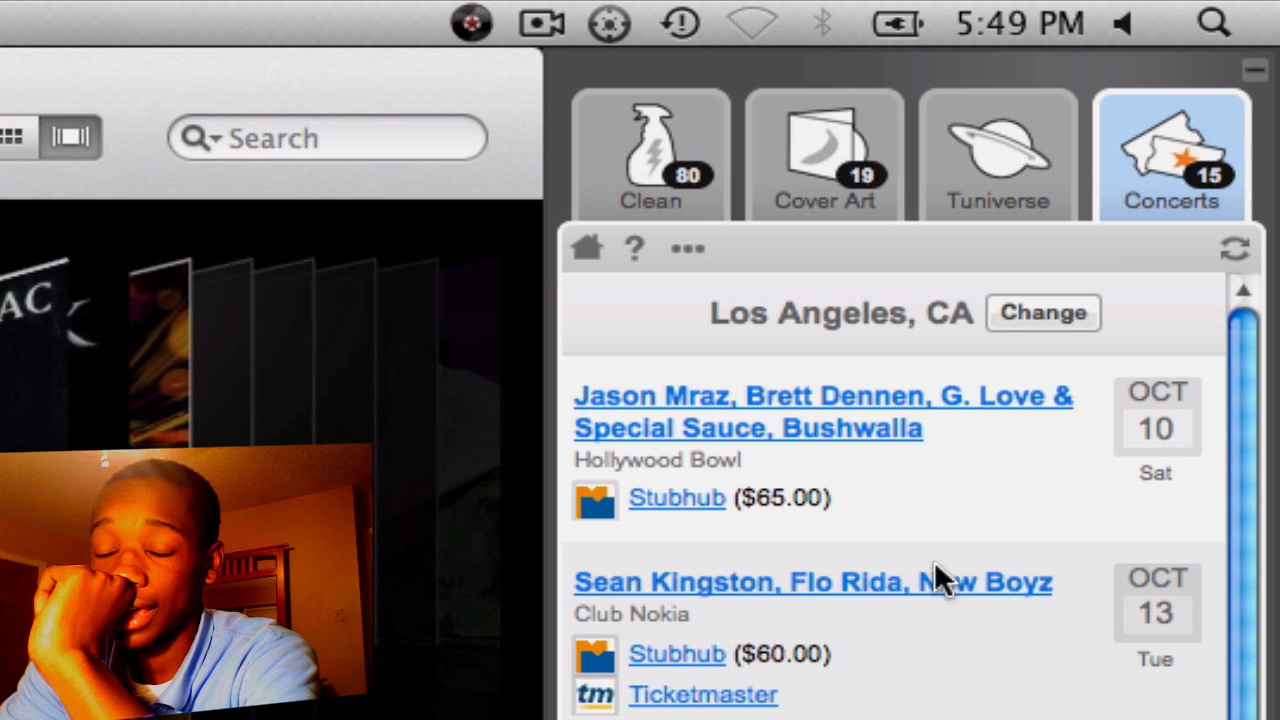 5:49 PM
Search
80
Clean
19
Cover Art
Tuniverse
15
Concerts
?
AC
Los Angeles, CA
Change
Jason Mraz, Brett Dennen, G. Love &
Special Sauce, Bushwalla
Hollywood Bowl
Stubhub ($65.00)
OCT
10
Sat
Sean Kingston, Flo Rida, New Boyz
Club Nokia
Stubhub ($60.00)
tm Ticketmaster
OCT
13
Tue